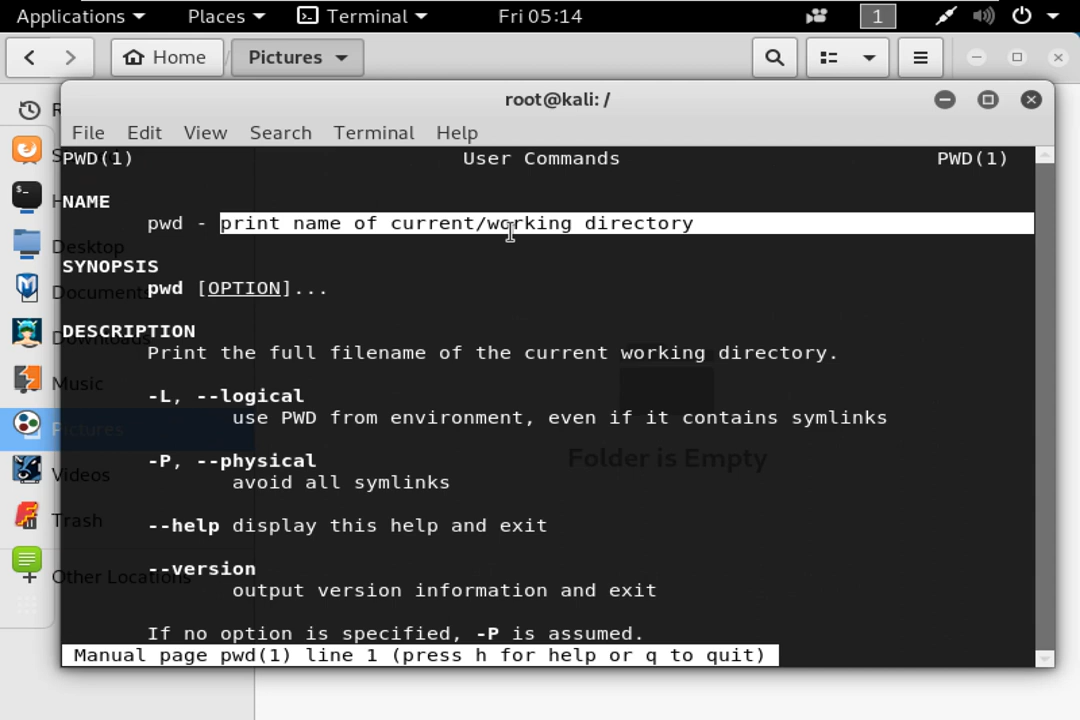 Applications Places Terminal Fri 05:14 1
Home / Pictures
root@kali: /
File Edit View Search Terminal Help
PWD(1) User Commands PWD(1)
NAME
pwd - print name of current/working directory
SYNOPSIS
pwd [OPTION]...
DESCRIPTION
Print the full filename of the current working directory.
-L, --logical
use PWD from environment, even if it contains symlinks
-P, --physical
avoid all symlinks
--help display this help and exit
--version
output version information and exit
If no option is specified, -P is assumed.
Manual page pwd(1) line 1 (press h for help or q to quit)
Desktop
Documents
Downloads
Music
Pictures
Videos
Trash
Other Locations
Folder is Empty